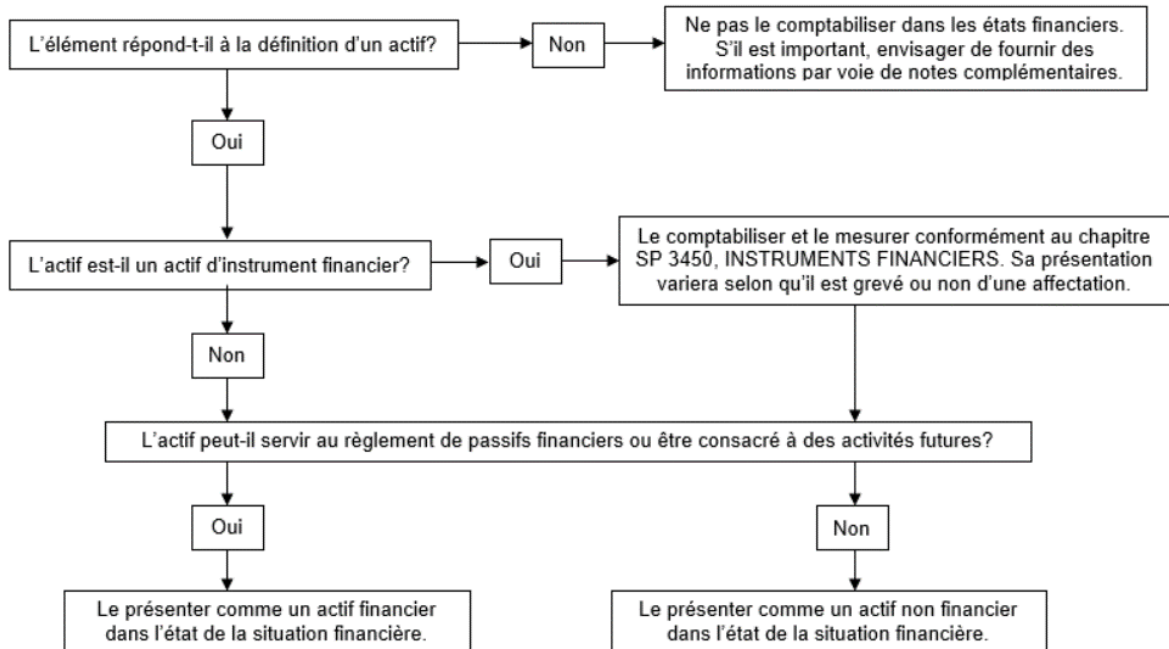 L'élément répond-t-il à la définition d'un actif?
Non
Ne pas le comptabiliser dans les états financiers.
S'il est important, envisager de fournir des
informations par voie de notes complémentaires.
Oui
L'actif est-il un actif d'instrument financier?
Oui
Le comptabiliser et le mesurer conformément au chapitre
SP 3450, INSTRUMENTS FINANCIERS. Sa présentation
variera selon qu'il est grevé ou non d'une affectation.
Non
L'actif peut-il servir au règlement de passifs financiers ou être consacré à des activités futures?
Oui
Non
Le présenter comme un actif financier
dans l'état de la situation financière.
Le présenter comme un actif non financier
dans l'état de la situation financière.